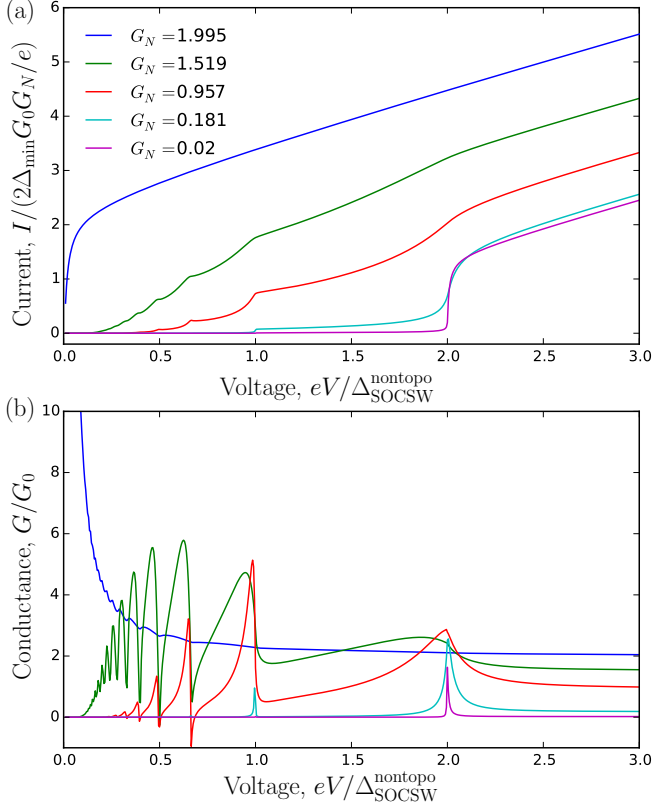 (a)
Current, I/(2Δ_min G_0 G_N/e)
6
5
4
3
2
1
0
G_N =1.995
G_N =1.519
G_N =0.957
G_N =0.181
G_N =0.02
0.0 0.5 1.0 1.5 2.0 2.5 3.0
Voltage, eV/Δ^nontopo_SOCSW
(b)
Conductance, G/G_0
10
8
6
4
2
0
0.0 0.5 1.0 1.5 2.0 2.5 3.0
Voltage, eV/Δ^nontopo_SOCSW